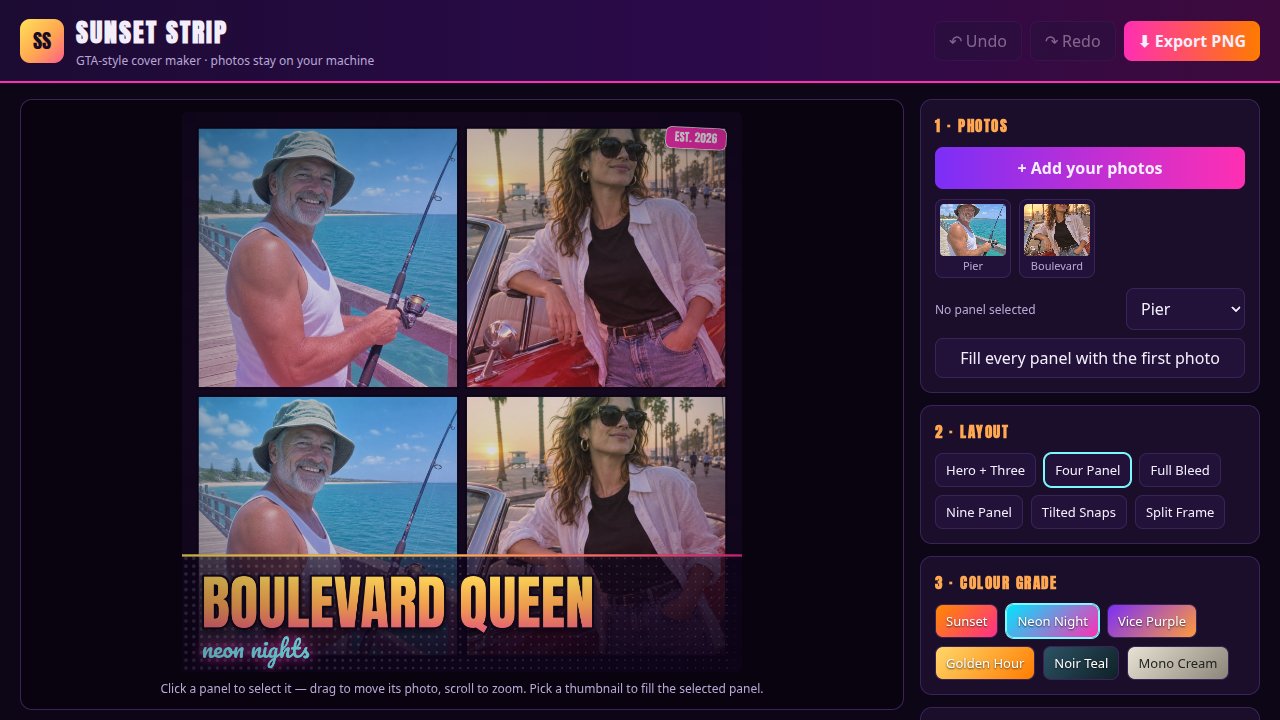 SS
SUNSET STRIP
GTA-style cover maker · photos stay on your machine
↶ Undo
↷ Redo
⬇ Export PNG
EST. 2026
BOULEVARD QUEEN
neon nights
Click a panel to select it — drag to move its photo, scroll to zoom. Pick a thumbnail to fill the selected panel.
1 · PHOTOS
+ Add your photos
Pier
Boulevard
No panel selected
Pier
Fill every panel with the first photo
2 · LAYOUT
Hero + Three
Four Panel
Full Bleed
Nine Panel
Tilted Snaps
Split Frame
3 · COLOUR GRADE
Sunset
Neon Night
Vice Purple
Golden Hour
Noir Teal
Mono Cream